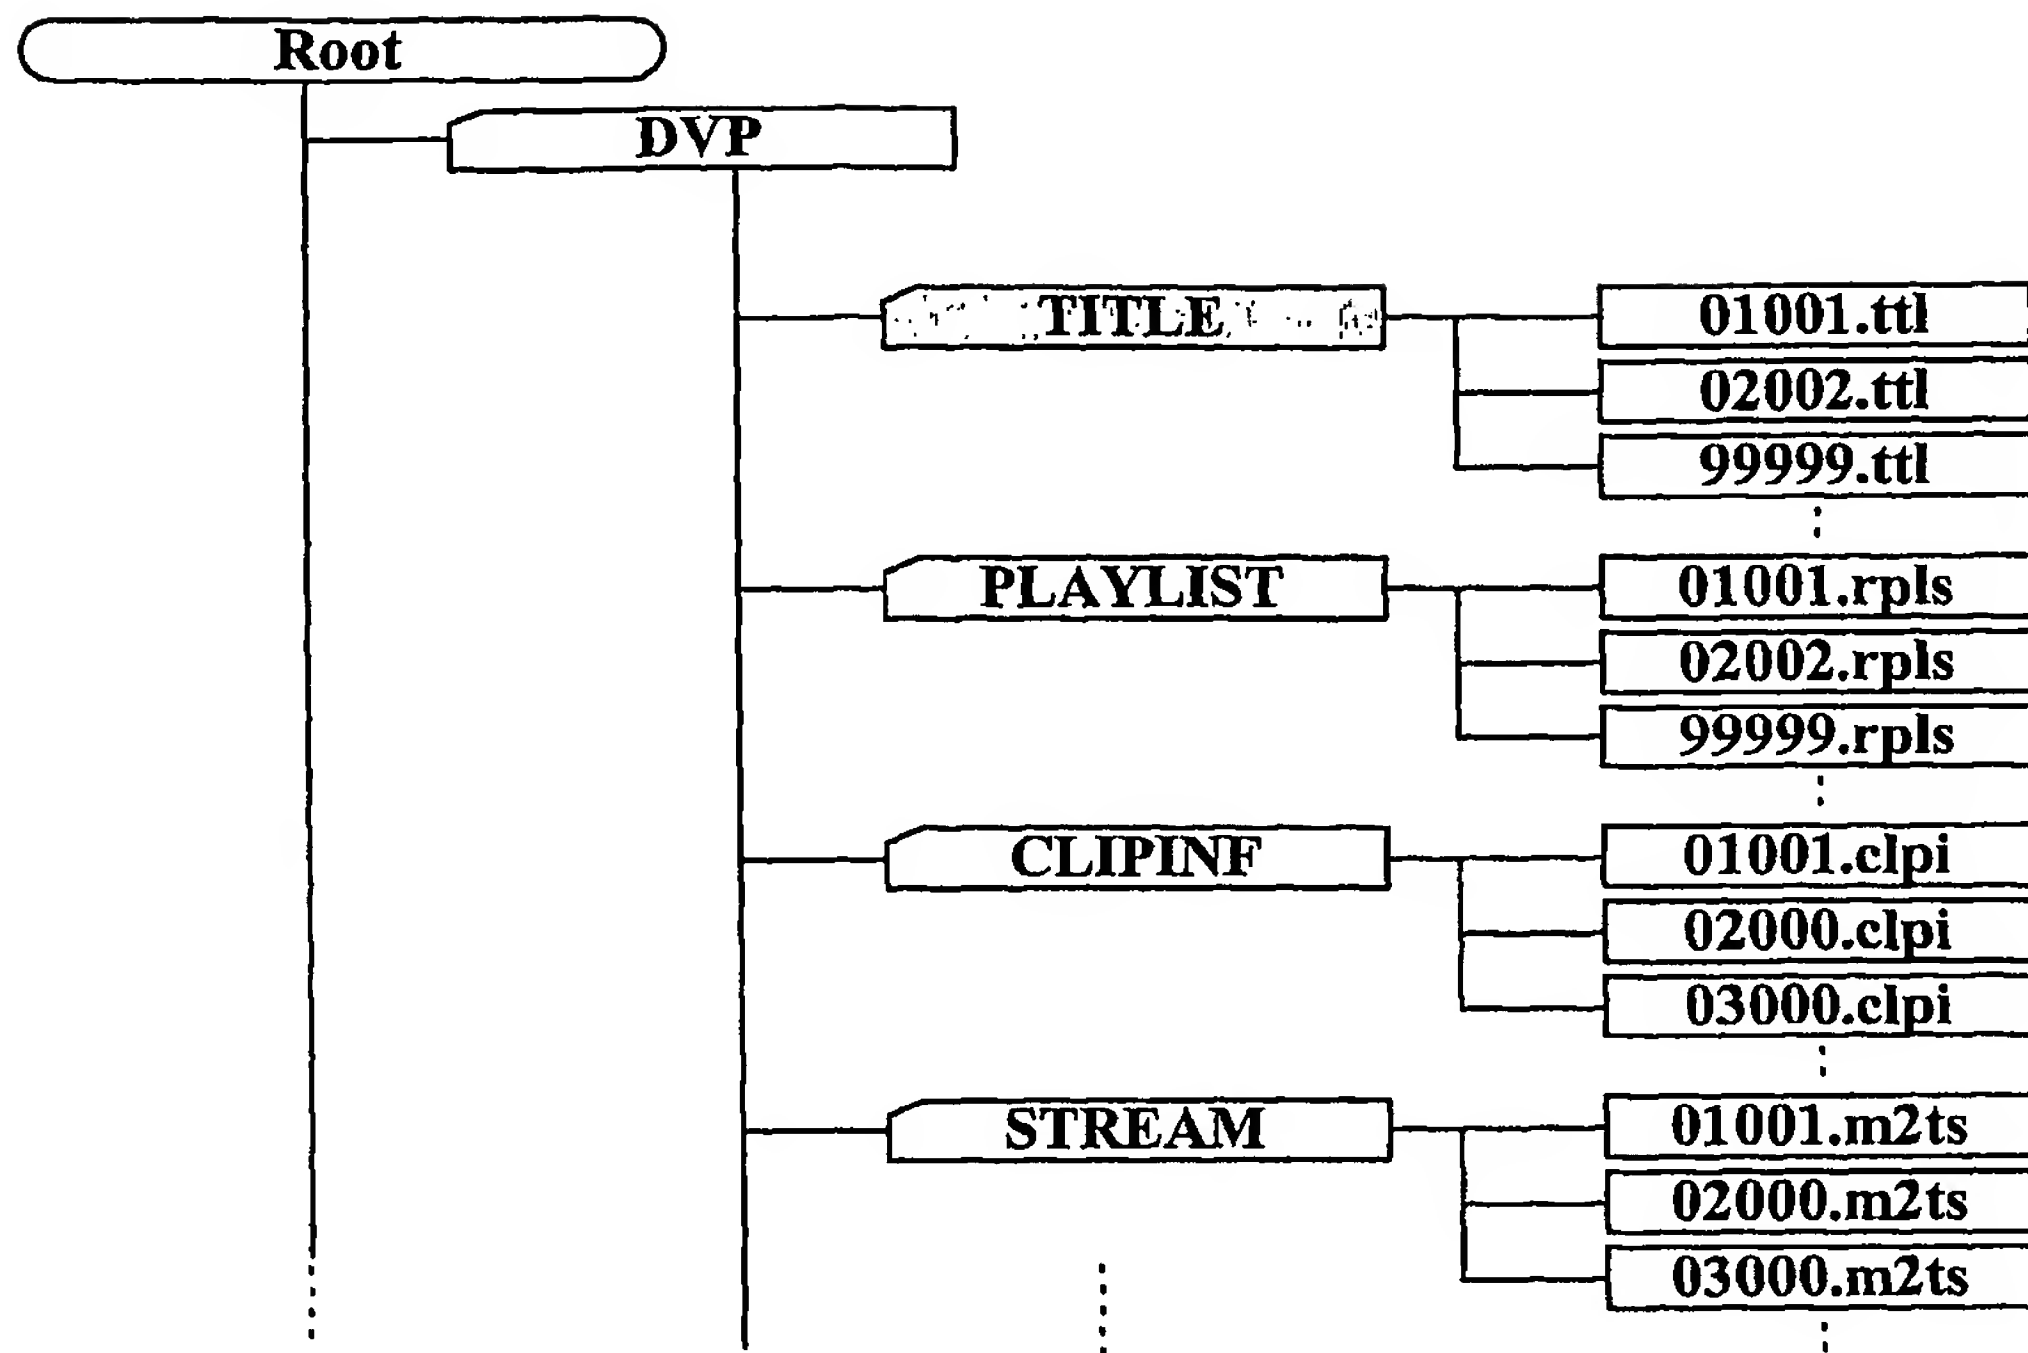 Root
DVP
TITLE
01001.ttl
02002.ttl
99999.ttl
PLAYLIST
01001.rpls
02002.rpls
99999.rpls
CLIPINF
01001.clpi
02000.clpi
03000.clpi
STREAM
01001.m2ts
02000.m2ts
03000.m2ts